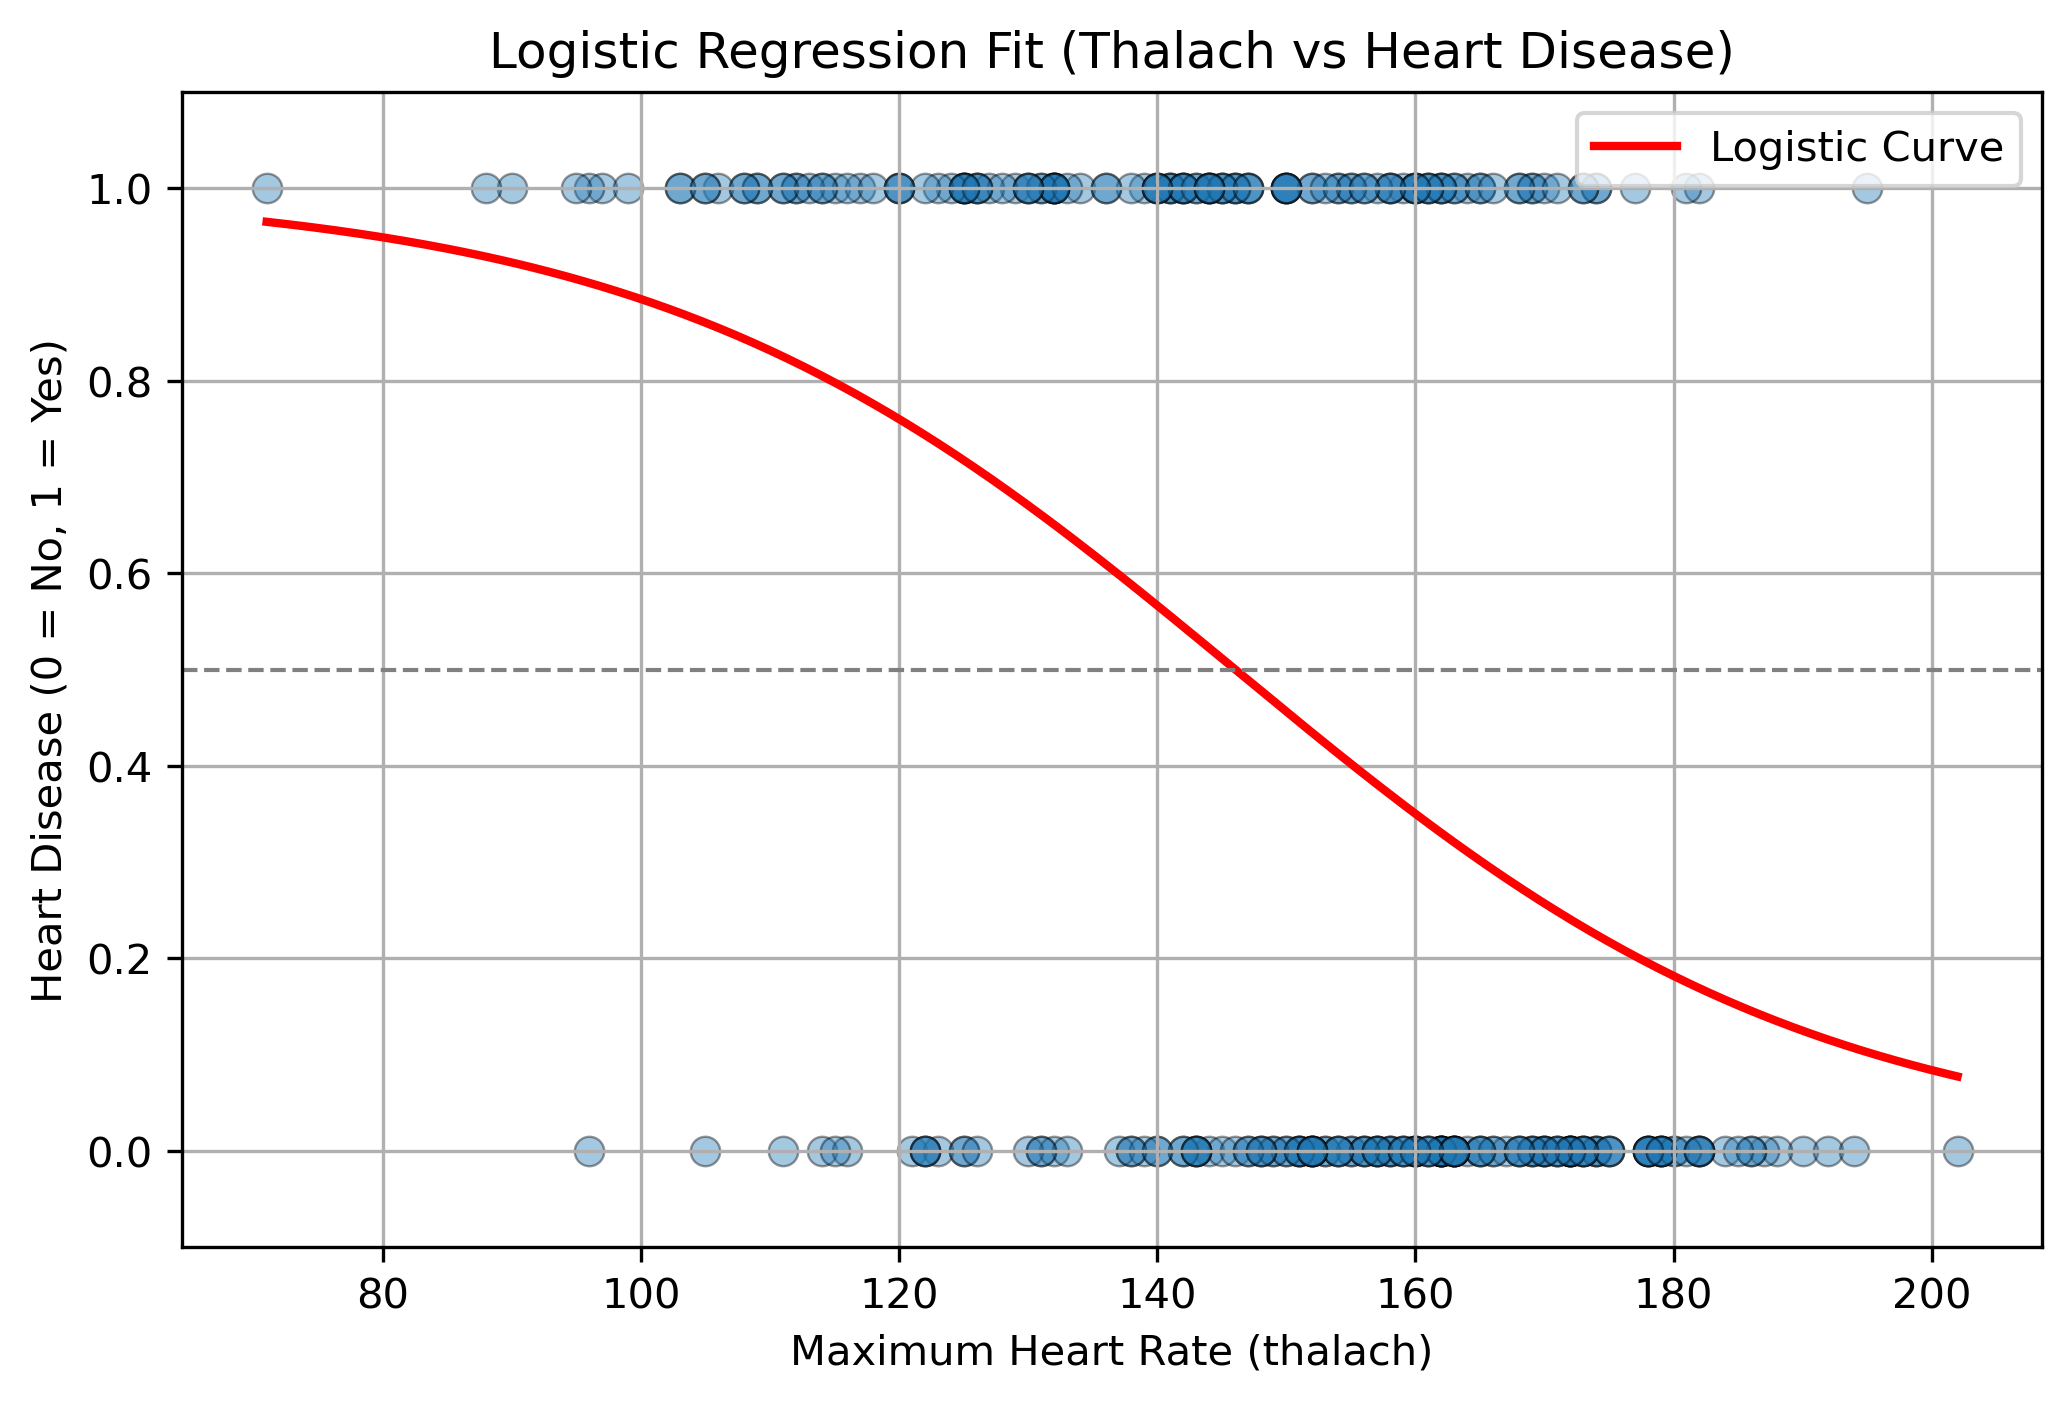 Logistic Regression Fit (Thalach vs Heart Disease)
Logistic Curve
Heart Disease (0 = No, 1 = Yes)
1.0
0.8
0.6
0.4
0.2
0.0
80 100 120 140 160 180 200
Maximum Heart Rate (thalach)